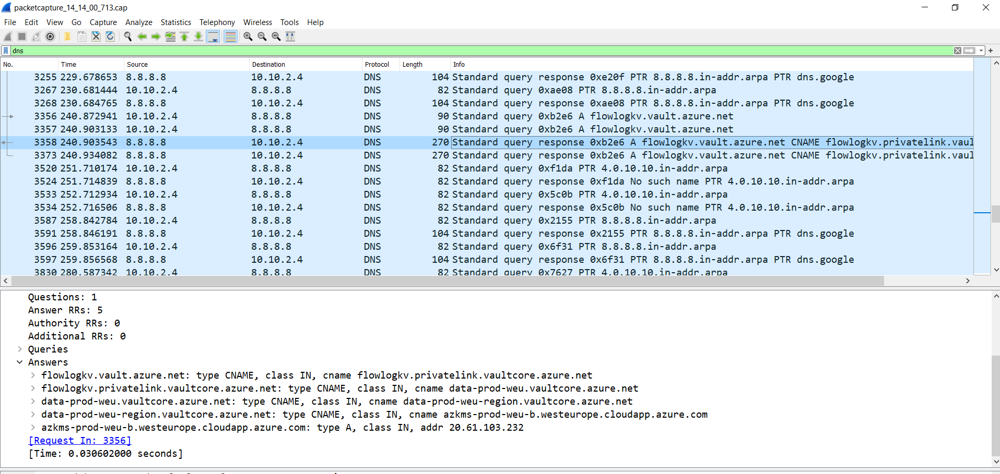 packetcapture_14_14_00_713.cap
File Edit View Go Capture Analyze Statistics Telephony Wireless Tools Help
dns
No. Time Source Destination Protocol Length Info
3255 229.678653 8.8.8.8 10.10.2.4 DNS 104 Standard query response 0xe20f PTR 8.8.8.8.in-addr.arpa PTR dns.google
3267 230.681444 10.10.2.4 8.8.8.8 DNS 82 Standard query 0xae08 PTR 8.8.8.8.in-addr.arpa
3268 230.684765 8.8.8.8 10.10.2.4 DNS 104 Standard query response 0xae08 PTR 8.8.8.8.in-addr.arpa PTR dns.google
3356 240.872941 10.10.2.4 8.8.8.8 DNS 90 Standard query 0xb2e6 A flowlogkv.vault.azure.net
3357 240.903133 10.10.2.4 8.8.8.8 DNS 90 Standard query 0xb2e6 A flowlogkv.vault.azure.net
3358 240.903543 8.8.8.8 10.10.2.4 DNS 270 Standard query response 0xb2e6 A flowlogkv.vault.azure.net CNAME flowlogkv.privatelink.vaul
3373 240.934082 8.8.8.8 10.10.2.4 DNS 270 Standard query response 0xb2e6 A flowlogkv.vault.azure.net CNAME flowlogkv.privatelink.vaul
3520 251.710174 10.10.2.4 8.8.8.8 DNS 82 Standard query 0xf1da PTR 4.0.10.10.in-addr.arpa
3524 251.714839 8.8.8.8 10.10.2.4 DNS 82 Standard query response 0xf1da No such name PTR 4.0.10.10.in-addr.arpa
3533 252.712934 10.10.2.4 8.8.8.8 DNS 82 Standard query 0x5c0b PTR 4.0.10.10.in-addr.arpa
3534 252.716506 8.8.8.8 10.10.2.4 DNS 82 Standard query response 0x5c0b No such name PTR 4.0.10.10.in-addr.arpa
3587 258.842784 10.10.2.4 8.8.8.8 DNS 82 Standard query 0x2155 PTR 8.8.8.8.in-addr.arpa
3591 258.846191 8.8.8.8 10.10.2.4 DNS 104 Standard query response 0x2155 PTR 8.8.8.8.in-addr.arpa PTR dns.google
3596 259.853164 10.10.2.4 8.8.8.8 DNS 82 Standard query 0x6f31 PTR 8.8.8.8.in-addr.arpa
3597 259.856568 8.8.8.8 10.10.2.4 DNS 104 Standard query response 0x6f31 PTR 8.8.8.8.in-addr.arpa PTR dns.google
3830 280.587342 10.10.2.4 8.8.8.8 DNS 82 Standard query 0x7627 PTR 4.0.10.10.in-addr.arpa
Questions: 1
Answer RRs: 5
Authority RRs: 0
Additional RRs: 0
Queries
Answers
flowlogkv.vault.azure.net: type CNAME, class IN, cname flowlogkv.privatelink.vaultcore.azure.net
flowlogkv.privatelink.vaultcore.azure.net: type CNAME, class IN, cname data-prod-weu.vaultcore.azure.net
data-prod-weu.vaultcore.azure.net: type CNAME, class IN, cname data-prod-weu-region.vaultcore.azure.net
data-prod-weu-region.vaultcore.azure.net: type CNAME, class IN, cname azkms-prod-weu-b.westeurope.cloudapp.azure.com
azkms-prod-weu-b.westeurope.cloudapp.azure.com: type A, class IN, addr 20.61.103.232
[Request In: 3356]
[Time: 0.030602000 seconds]